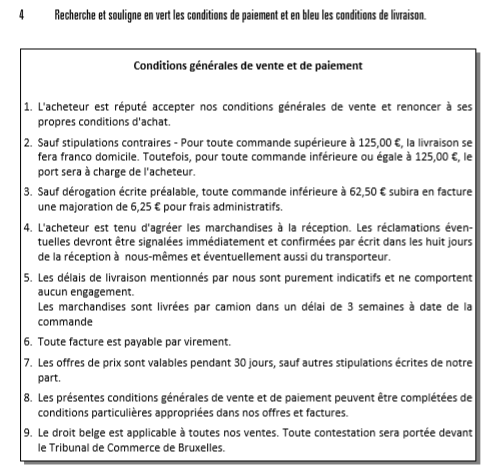 4 Recherche et souligne en vert les conditions de paiement et en bleu les conditions de livraison.
Conditions générales de vente et de paiement
1. L'acheteur est réputé accepter nos conditions générales de vente et renoncer à ses
propres conditions d'achat.
2. Sauf stipulations contraires - Pour toute commande supérieure à 125,00 €, la livraison se
fera franco domicile. Toutefois, pour toute commande inférieure ou égale à 125,00 €, le
port sera à charge de l'acheteur.
3. Sauf dérogation écrite préalable, toute commande inférieure à 62,50 € subira en facture
une majoration de 6,25 € pour frais administratifs.
4. L'acheteur est tenu d'agréer les marchandises à la réception. Les réclamations éven-
tuelles devront être signalées immédiatement et confirmées par écrit dans les huit jours
de la réception à nous-mêmes et éventuellement aussi du transporteur.
5. Les délais de livraison mentionnés par nous sont purement indicatifs et ne comportent
aucun engagement.
Les marchandises sont livrées par camion dans un délai de 3 semaines à date de la
commande
6. Toute facture est payable par virement.
7. Les offres de prix sont valables pendant 30 jours, sauf autres stipulations écrites de notre
part.
8. Les présentes conditions générales de vente et de paiement peuvent être complétées de
conditions particulières appropriées dans nos offres et factures.
9. Le droit belge est applicable à toutes nos ventes. Toute contestation sera portée devant
le Tribunal de Commerce de Bruxelles.